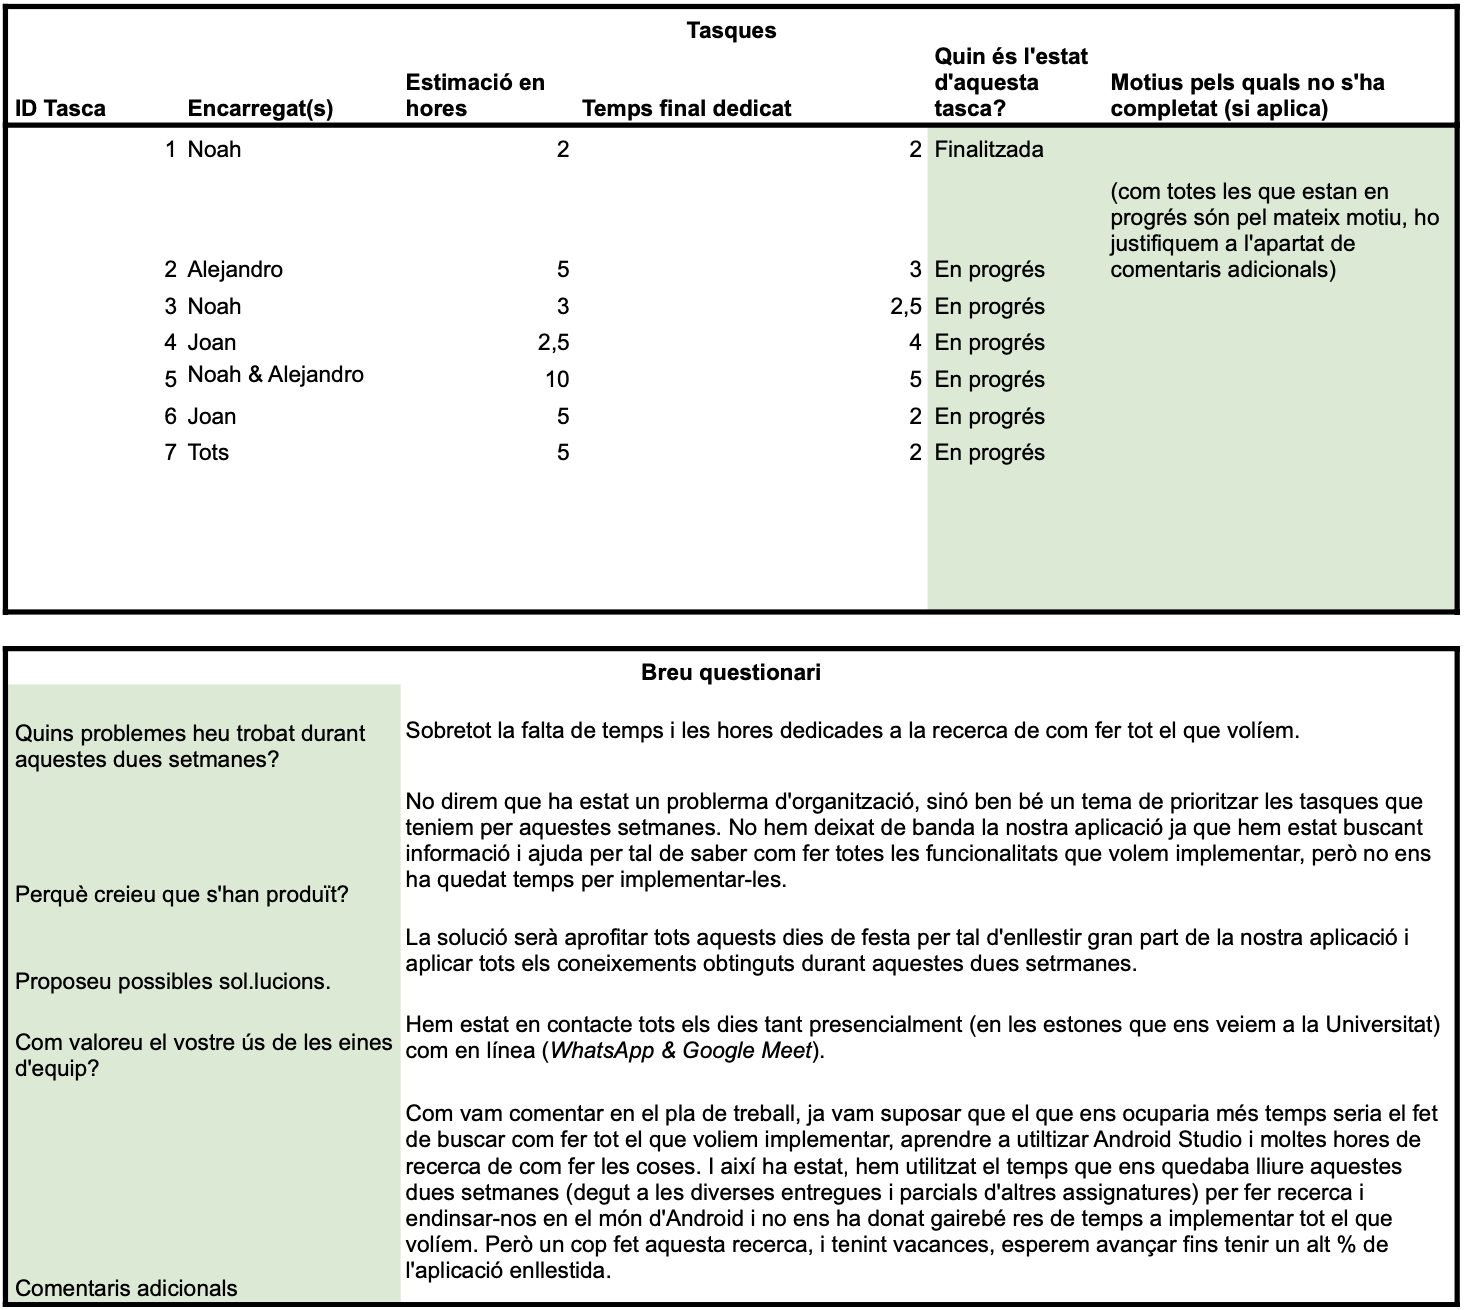 Tasques
ID Tasca Encarregat(s) Estimació en hores Temps final dedicat Quin és l'estat d'aquesta tasca? Motius pels quals no s'ha completat (si aplica)
1 Noah 2 2 Finalitzada
2 Alejandro 5 3 En progrés (com totes les que estan en progrés són pel mateix motiu, ho justifiquem a l'apartat de comentaris adicionals)
3 Noah 3 2,5 En progrés
4 Joan 2,5 4 En progrés
5 Noah & Alejandro 10 5 En progrés
6 Joan 5 2 En progrés
7 Tots 5 2 En progrés
Breu questionari
Quins problemes heu trobat durant
aquestes dues setmanes?
Sobretot la falta de temps i les hores dedicades a la recerca de com fer tot el que volíem.
Perquè creieu que s'han produït?
No direm que ha estat un problerma d'organització, sinó ben bé un tema de prioritzar les tasques que
teniem per aquestes setmanes. No hem deixat de banda la nostra aplicació ja que hem estat buscant
informació i ajuda per tal de saber com fer totes les funcionalitats que volem implementar, però no ens
ha quedat temps per implementar-les.
Proposeu possibles sol.lucions.
La solució serà aprofitar tots aquests dies de festa per tal d'enllestir gran part de la nostra aplicació i
aplicar tots els coneixements obtinguts durant aquestes dues setrmanes.
Com valoreu el vostre ús de les eines
d'equip?
Hem estat en contacte tots els dies tant presencialment (en les estones que ens veiem a la Universitat)
com en línea (WhatsApp & Google Meet).
Comentaris adicionals
Com vam comentar en el pla de treball, ja vam suposar que el que ens ocuparia més temps seria el fet
de buscar com fer tot el que voliem implementar, aprendre a utiltizar Android Studio i moltes hores de
recerca de com fer les coses. I així ha estat, hem utilitzat el temps que ens quedaba lliure aquestes
dues setmanes (degut a les diverses entregues i parcials d'altres assignatures) per fer recerca i
endinsar-nos en el món d'Android i no ens ha donat gairebé res de temps a implementar tot el que
volíem. Però un cop fet aquesta recerca, i tenint vacances, esperem avançar fins tenir un alt % de
l'aplicació enllestida.